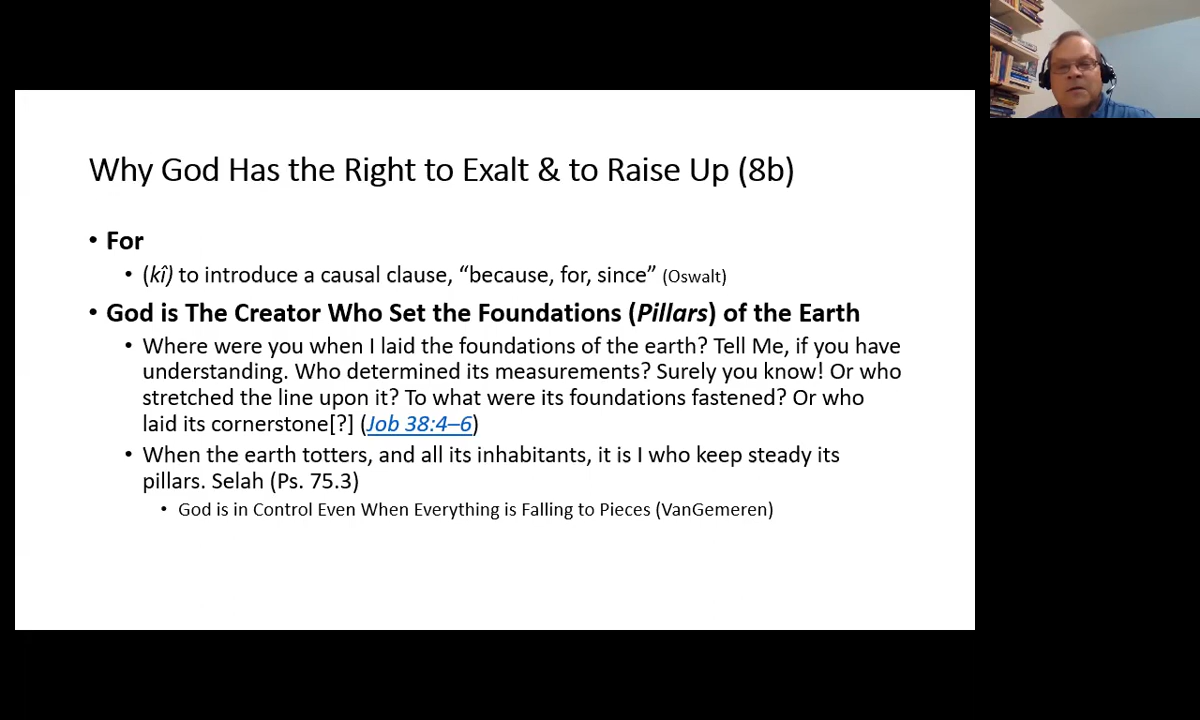 Why God Has the Right to Exalt & to Raise Up (8b)
• For
• (kî) to introduce a causal clause, “because, for, since” (Oswalt)
• God is The Creator Who Set the Foundations (Pillars) of the Earth
• Where were you when I laid the foundations of the earth? Tell Me, if you have
understanding. Who determined its measurements? Surely you know! Or who
stretched the line upon it? To what were its foundations fastened? Or who
laid its cornerstone[?] (Job 38:4–6)
• When the earth totters, and all its inhabitants, it is I who keep steady its
pillars. Selah (Ps. 75.3)
• God is in Control Even When Everything is Falling to Pieces (VanGemeren)